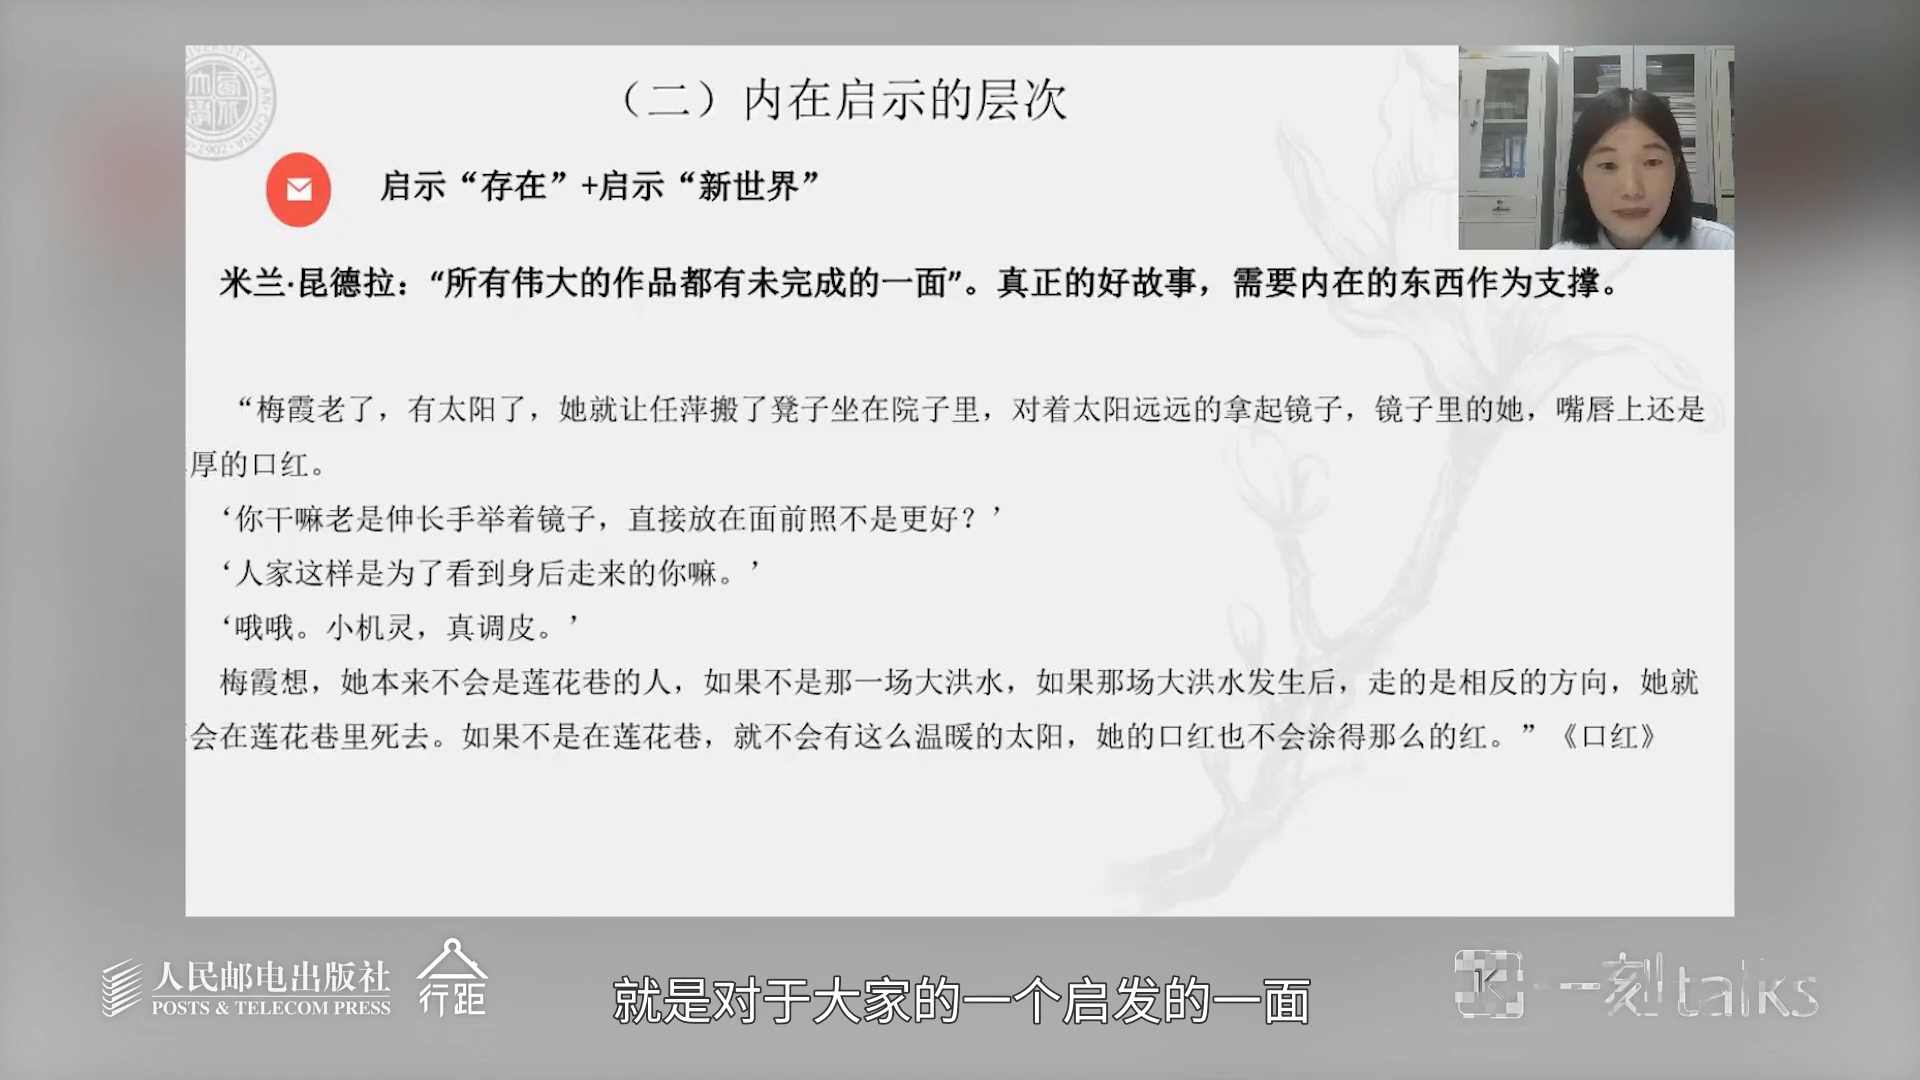 （二）内在启示的层次
启示“存在”+启示“新世界”
米兰·昆德拉：“所有伟大的作品都有未完成的一面”。真正的好故事，需要内在的东西作为支撑。
“梅霞老了，有太阳了，她就让任萍搬了凳子坐在院子里，对着太阳远远的拿起镜子，镜子里的她，嘴唇上还是
厚的口红。
‘你干嘛老是伸长手举着镜子，直接放在面前照不是更好？’
‘人家这样是为了看到身后走来的你嘛。’
‘哦哦。小机灵，真调皮。’
梅霞想，她本来不会是莲花巷的人，如果不是那一场大洪水，如果那场大洪水发生后，走的是相反的方向，她就
会在莲花巷里死去。如果不是在莲花巷，就不会有这么温暖的太阳，她的口红也不会涂得那么的红。”《口红》
人民邮电出版社
POSTS & TELECOM PRESS
行距
就是对于大家的一个启发的一面
一刻talks